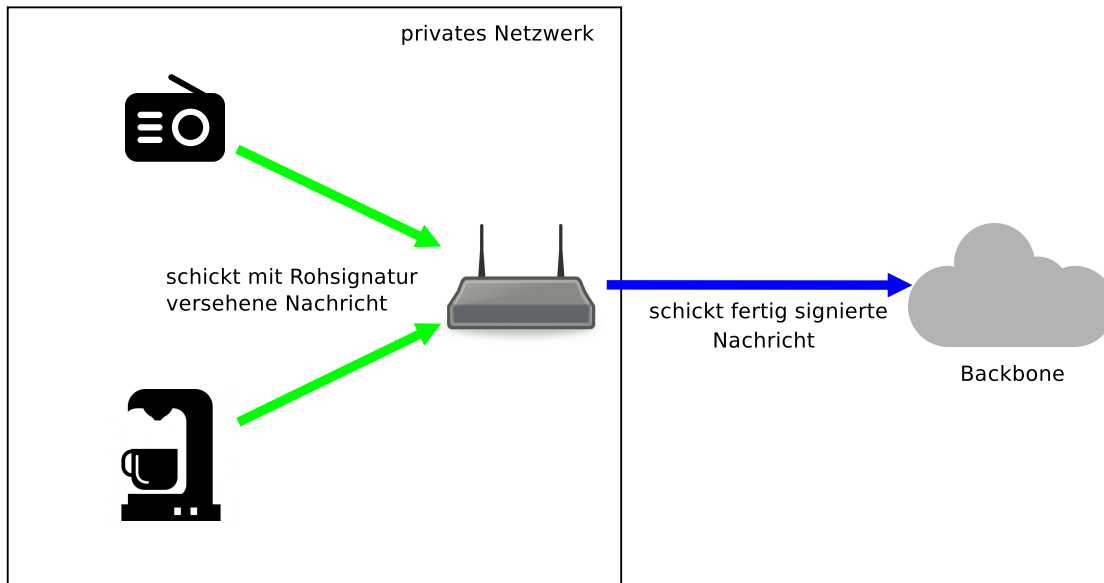 privates Netzwerk
schickt mit Rohsignatur
versehene Nachricht
schickt fertig signierte
Nachricht
Backbone